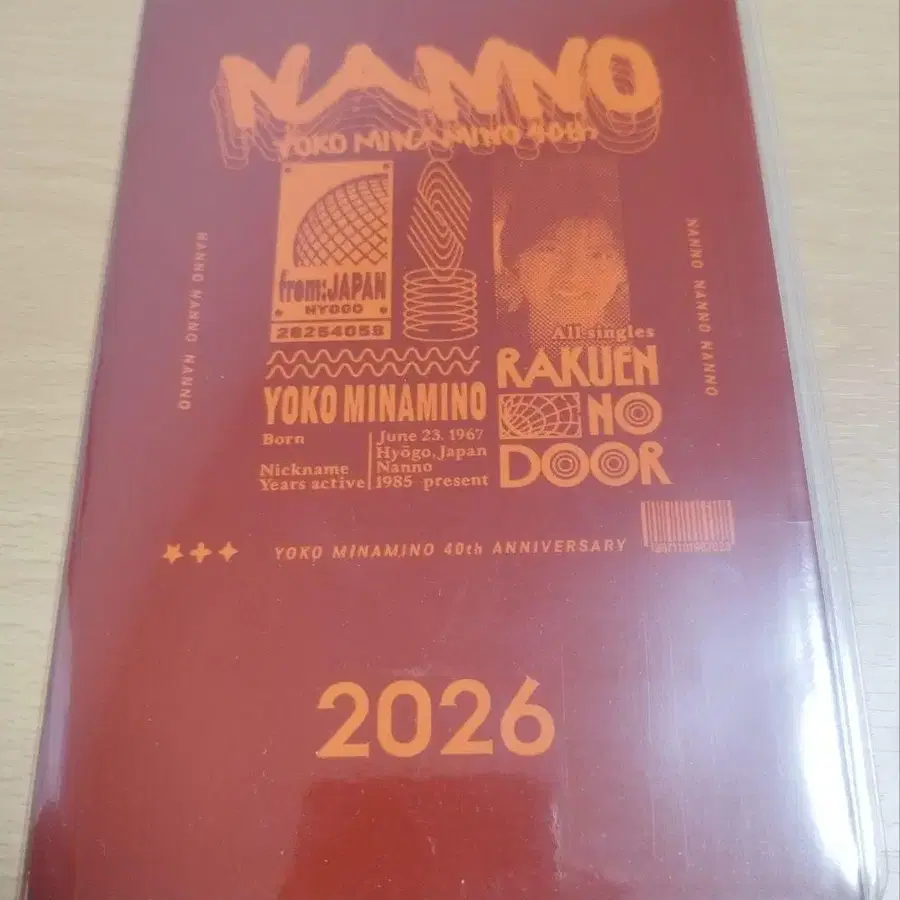 NANNO
YOKO MINAMINO 40th
from:JAPAN
HYOGO
28254058
NANNO NANNO NANNO
NANNO NANNO NANNO
All singles
RAKUEN
NO
DOOR
YOKO MINAMINO
Born June 23. 1967
Hyōgo, Japan
Nickname Nanno
Years active 1985-present
YOKO MINAMINO 40th ANNIVERSARY
2026